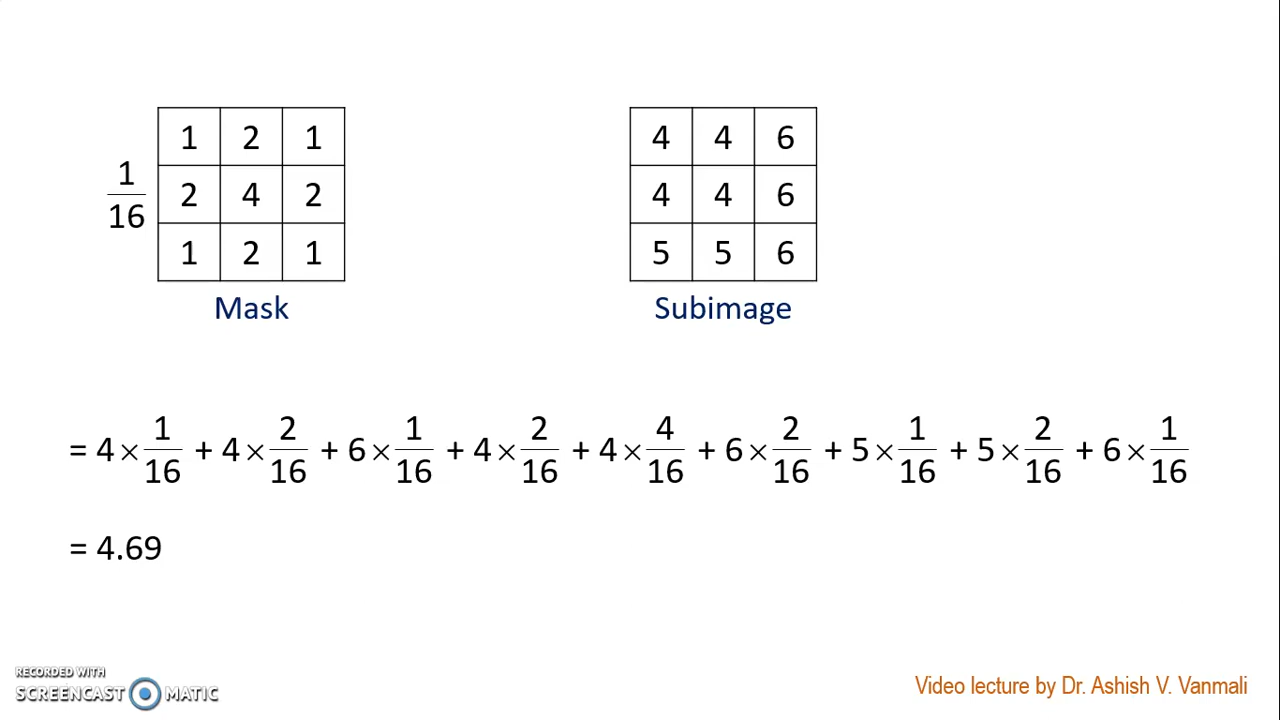 1 2 1 4 4 6
1/16 2 4 2 4 4 6
1 2 1 5 5 6
Mask Subimage
= 4 × 1/16 + 4 × 2/16 + 6 × 1/16 + 4 × 2/16 + 4 × 4/16 + 6 × 2/16 + 5 × 1/16 + 5 × 2/16 + 6 × 1/16
= 4.69
RECORDED WITH
SCREENCAST MATIC
Video lecture by Dr. Ashish V. Vanmali